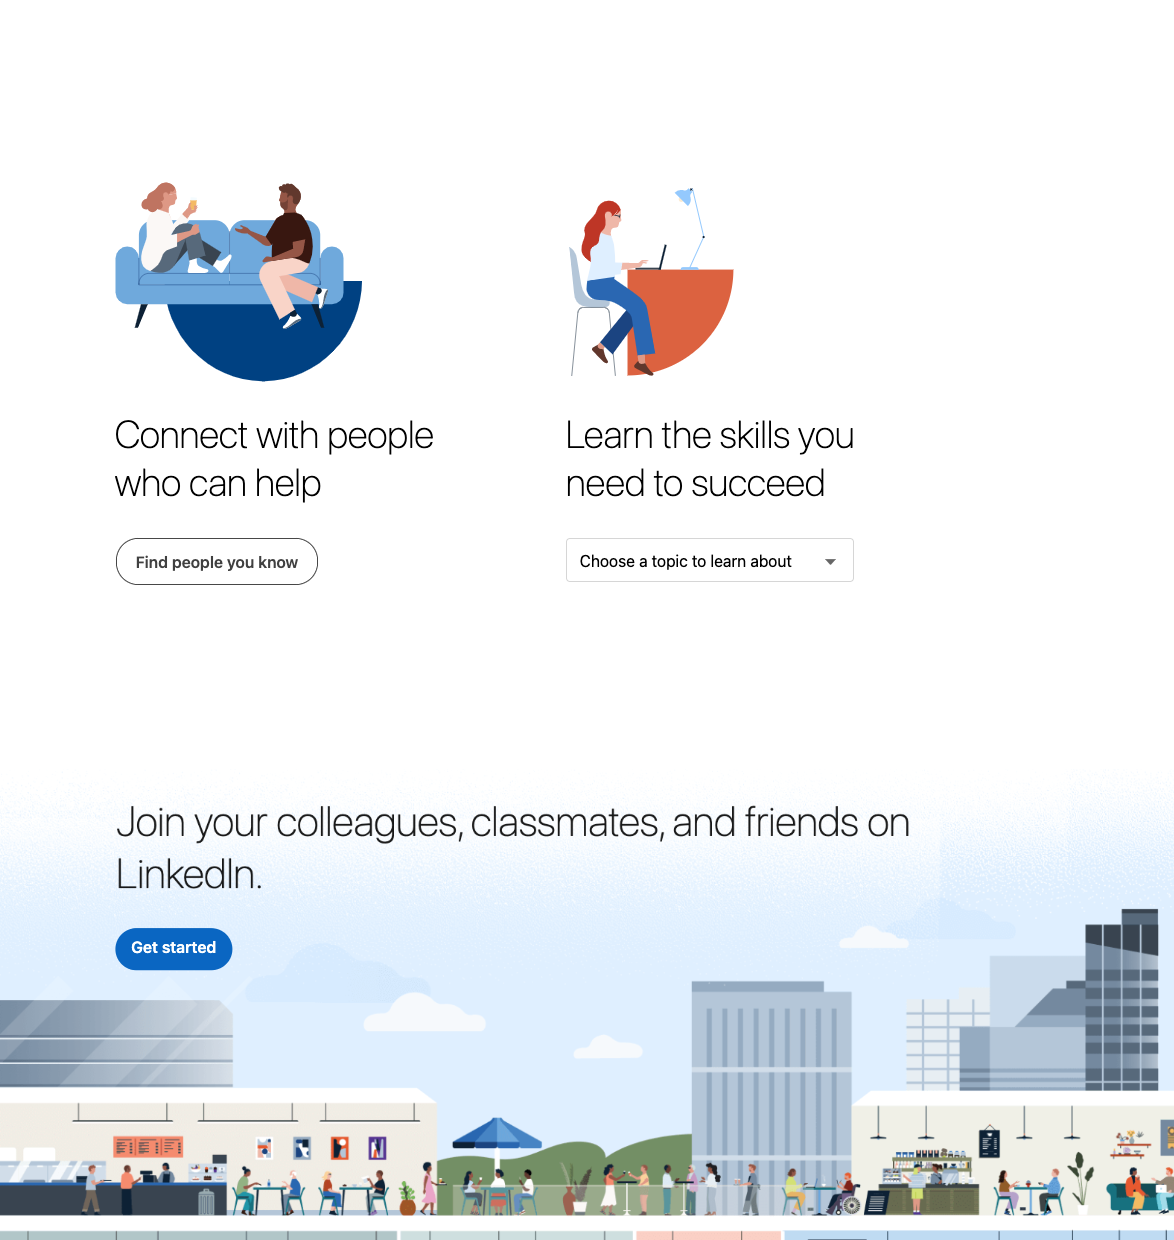 Connect with people
who can help
Find people you know
Learn the skills you
need to succeed
Choose a topic to learn about
Join your colleagues, classmates, and friends on
LinkedIn.
Get started